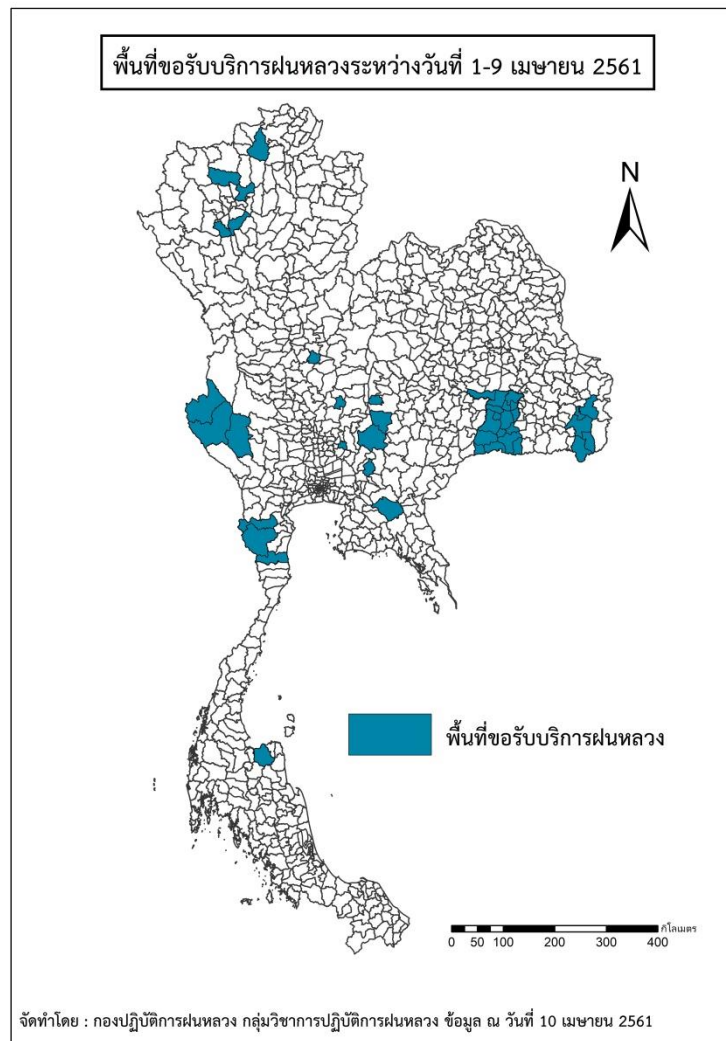 พื้นที่ขอรับบริการฝนหลวงระหว่างวันที่ 1-9 เมษายน 2561
N
พื้นที่ขอรับบริการฝนหลวง
กิโลเมตร
0 50 100 200 300 400
จัดทำโดย : กองปฏิบัติการฝนหลวง กลุ่มวิชาการปฏิบัติการฝนหลวง ข้อมูล ณ วันที่ 10 เมษายน 2561